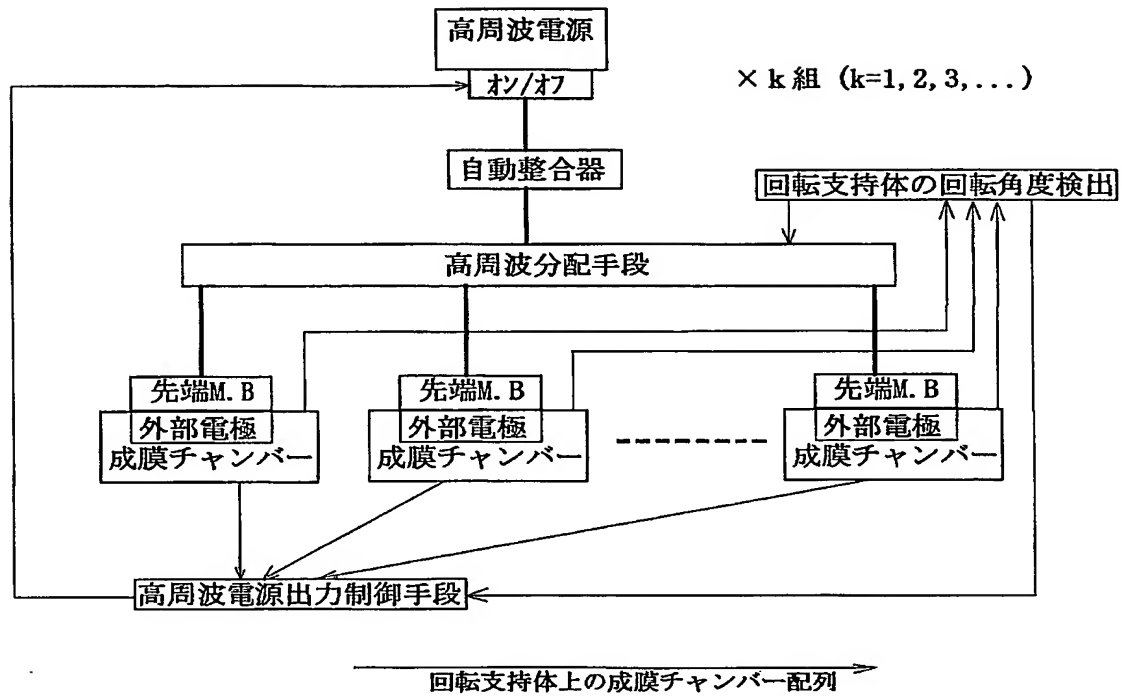 高周波電源
ｵﾝ/ｵﾌ
× k 組 (k=1,2,3,...)
自動整合器
回転支持体の回転角度検出
高周波分配手段
先端M.B
先端M.B
先端M.B
外部電極
外部電極
外部電極
成膜チャンバー
成膜チャンバー
成膜チャンバー
高周波電源出力制御手段
回転支持体上の成膜チャンバー配列